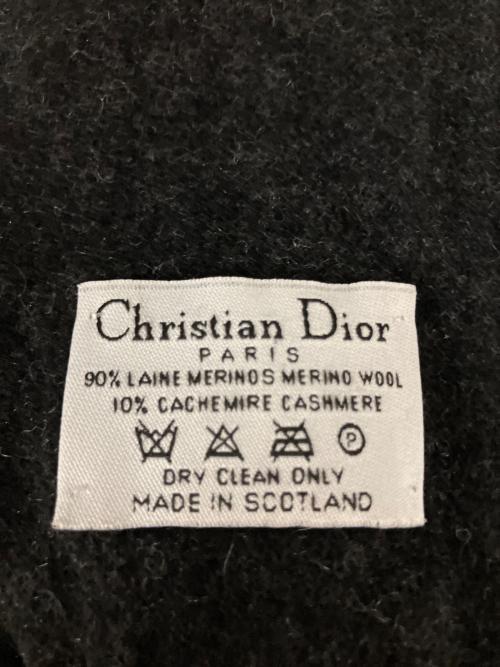 Christian Dior
PARIS
90% LAINE MERINOS MERINO WOOL
10% CACHEMIRE CASHMERE
P
DRY CLEAN ONLY
MADE IN SCOTLAND